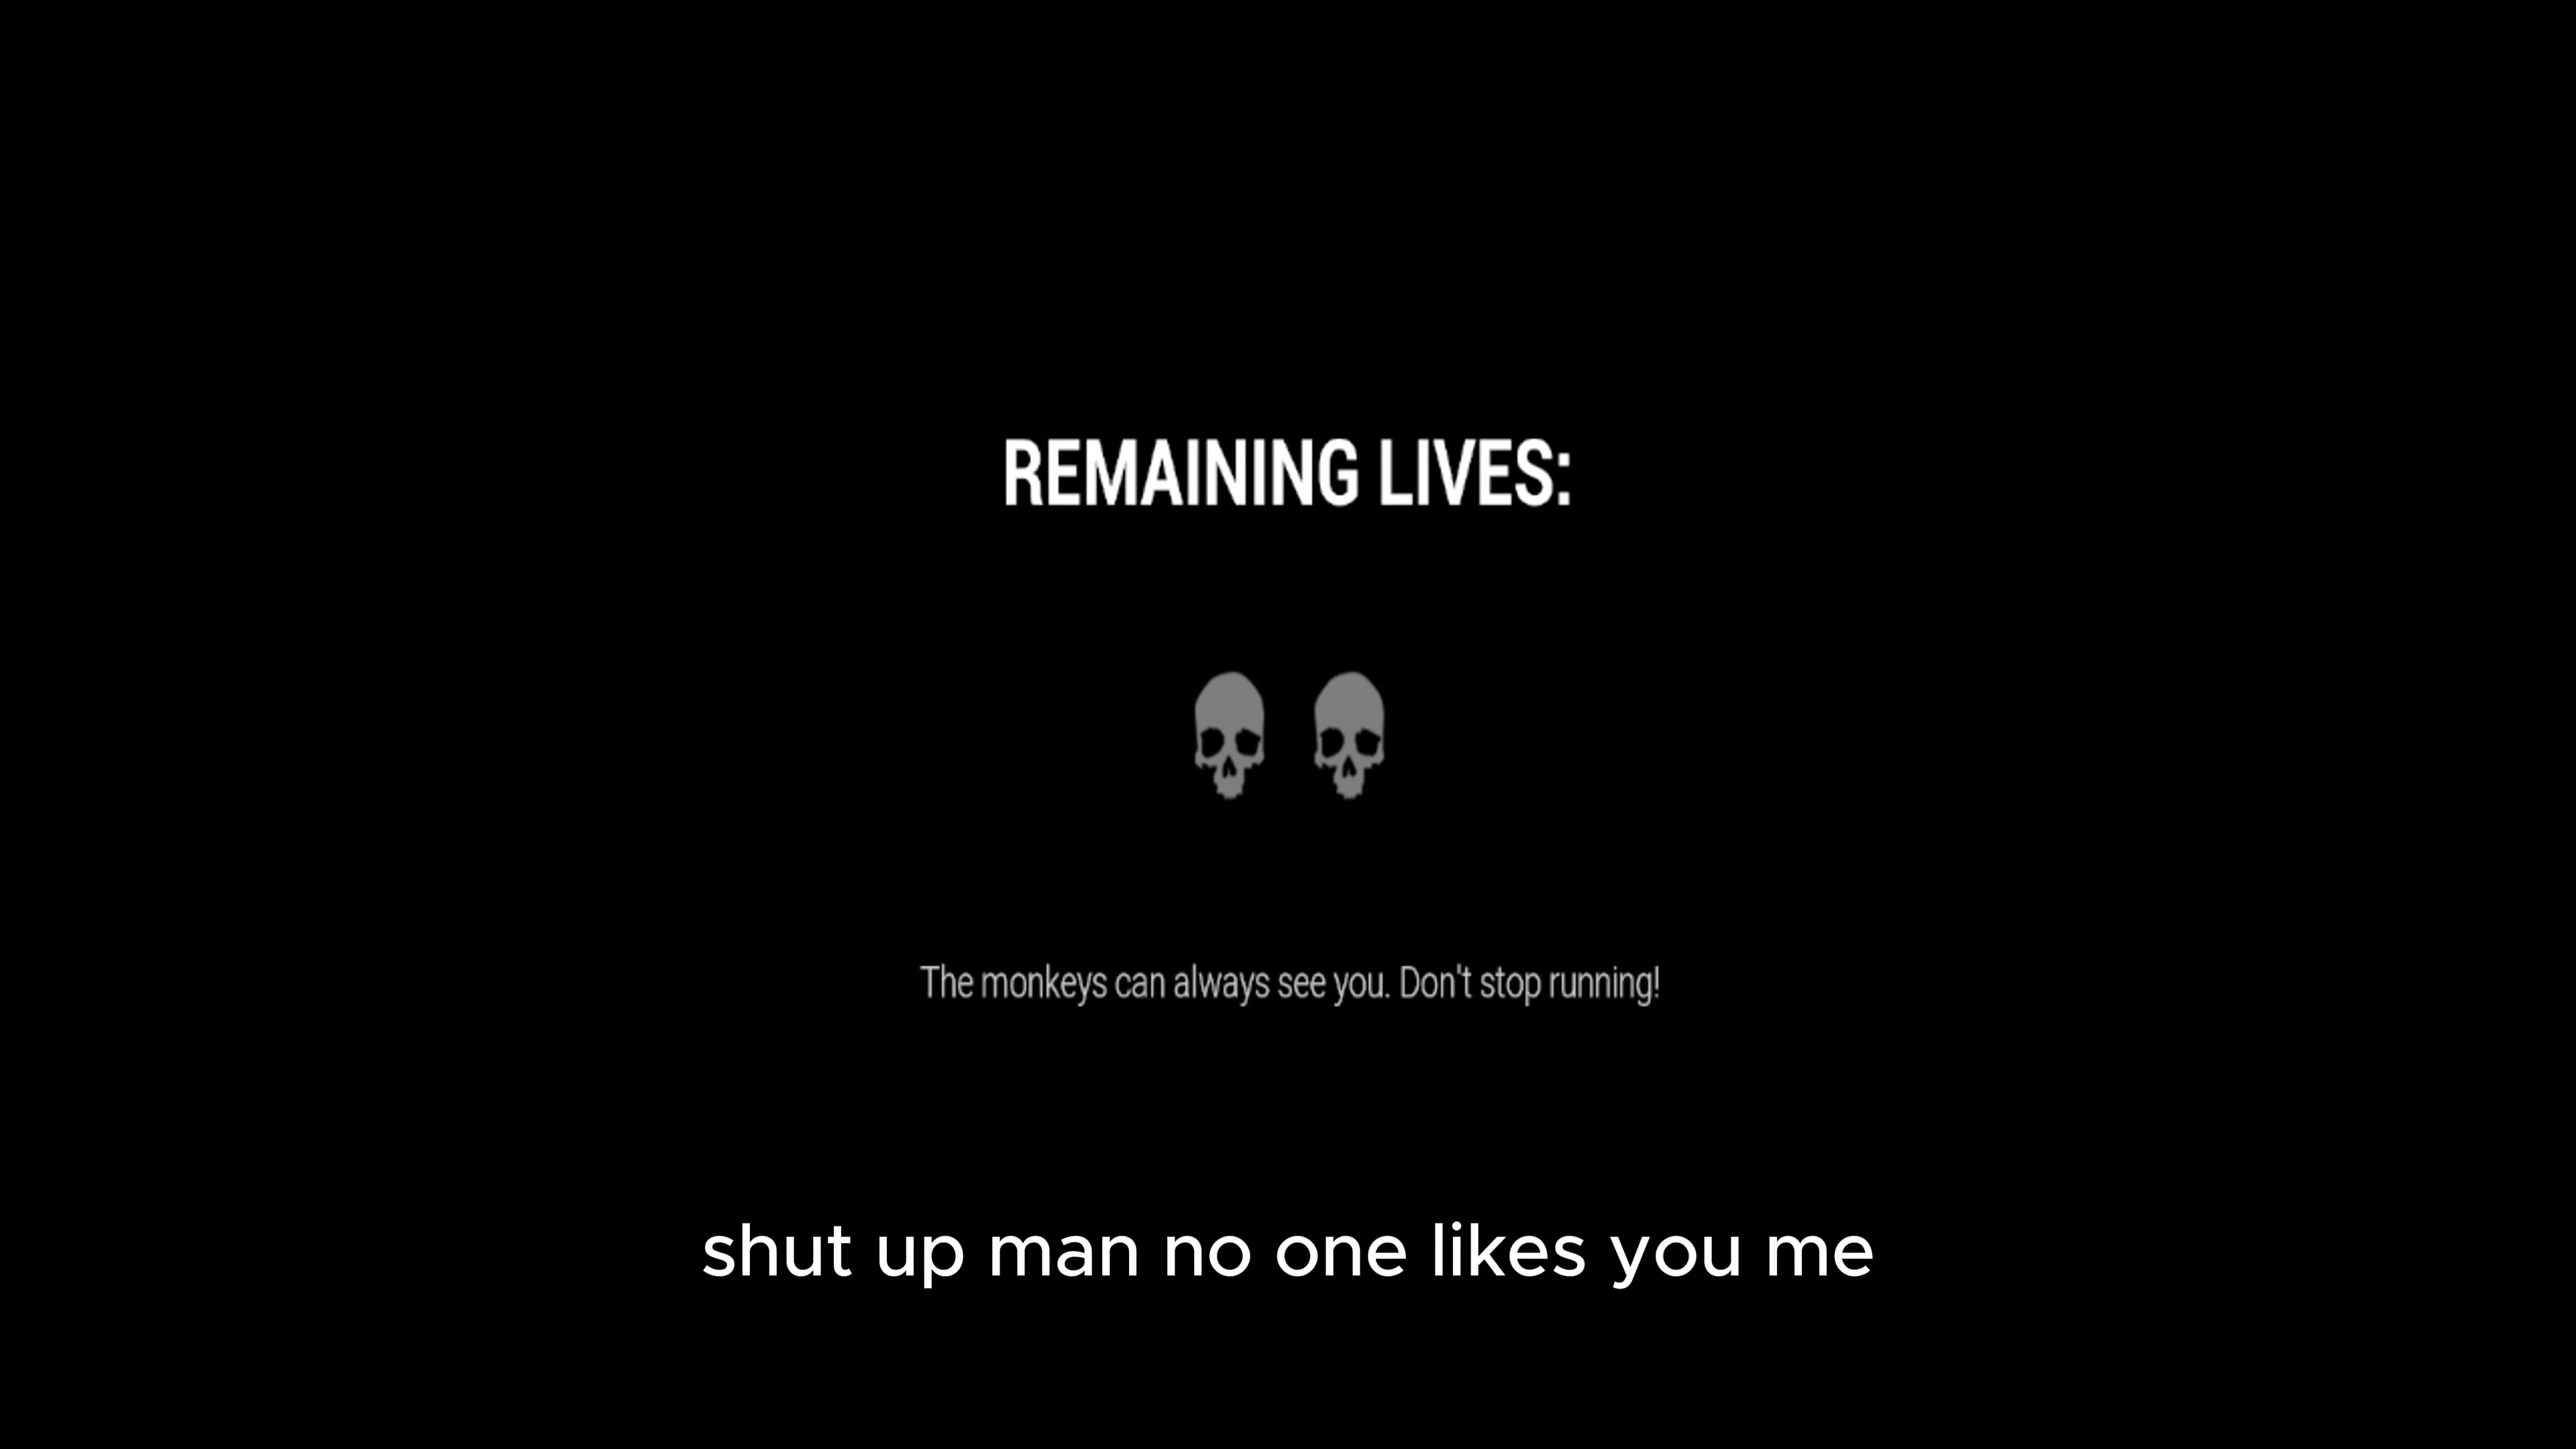 REMAINING LIVES:
The monkeys can always see you. Don't stop running!
shut up man no one likes you me